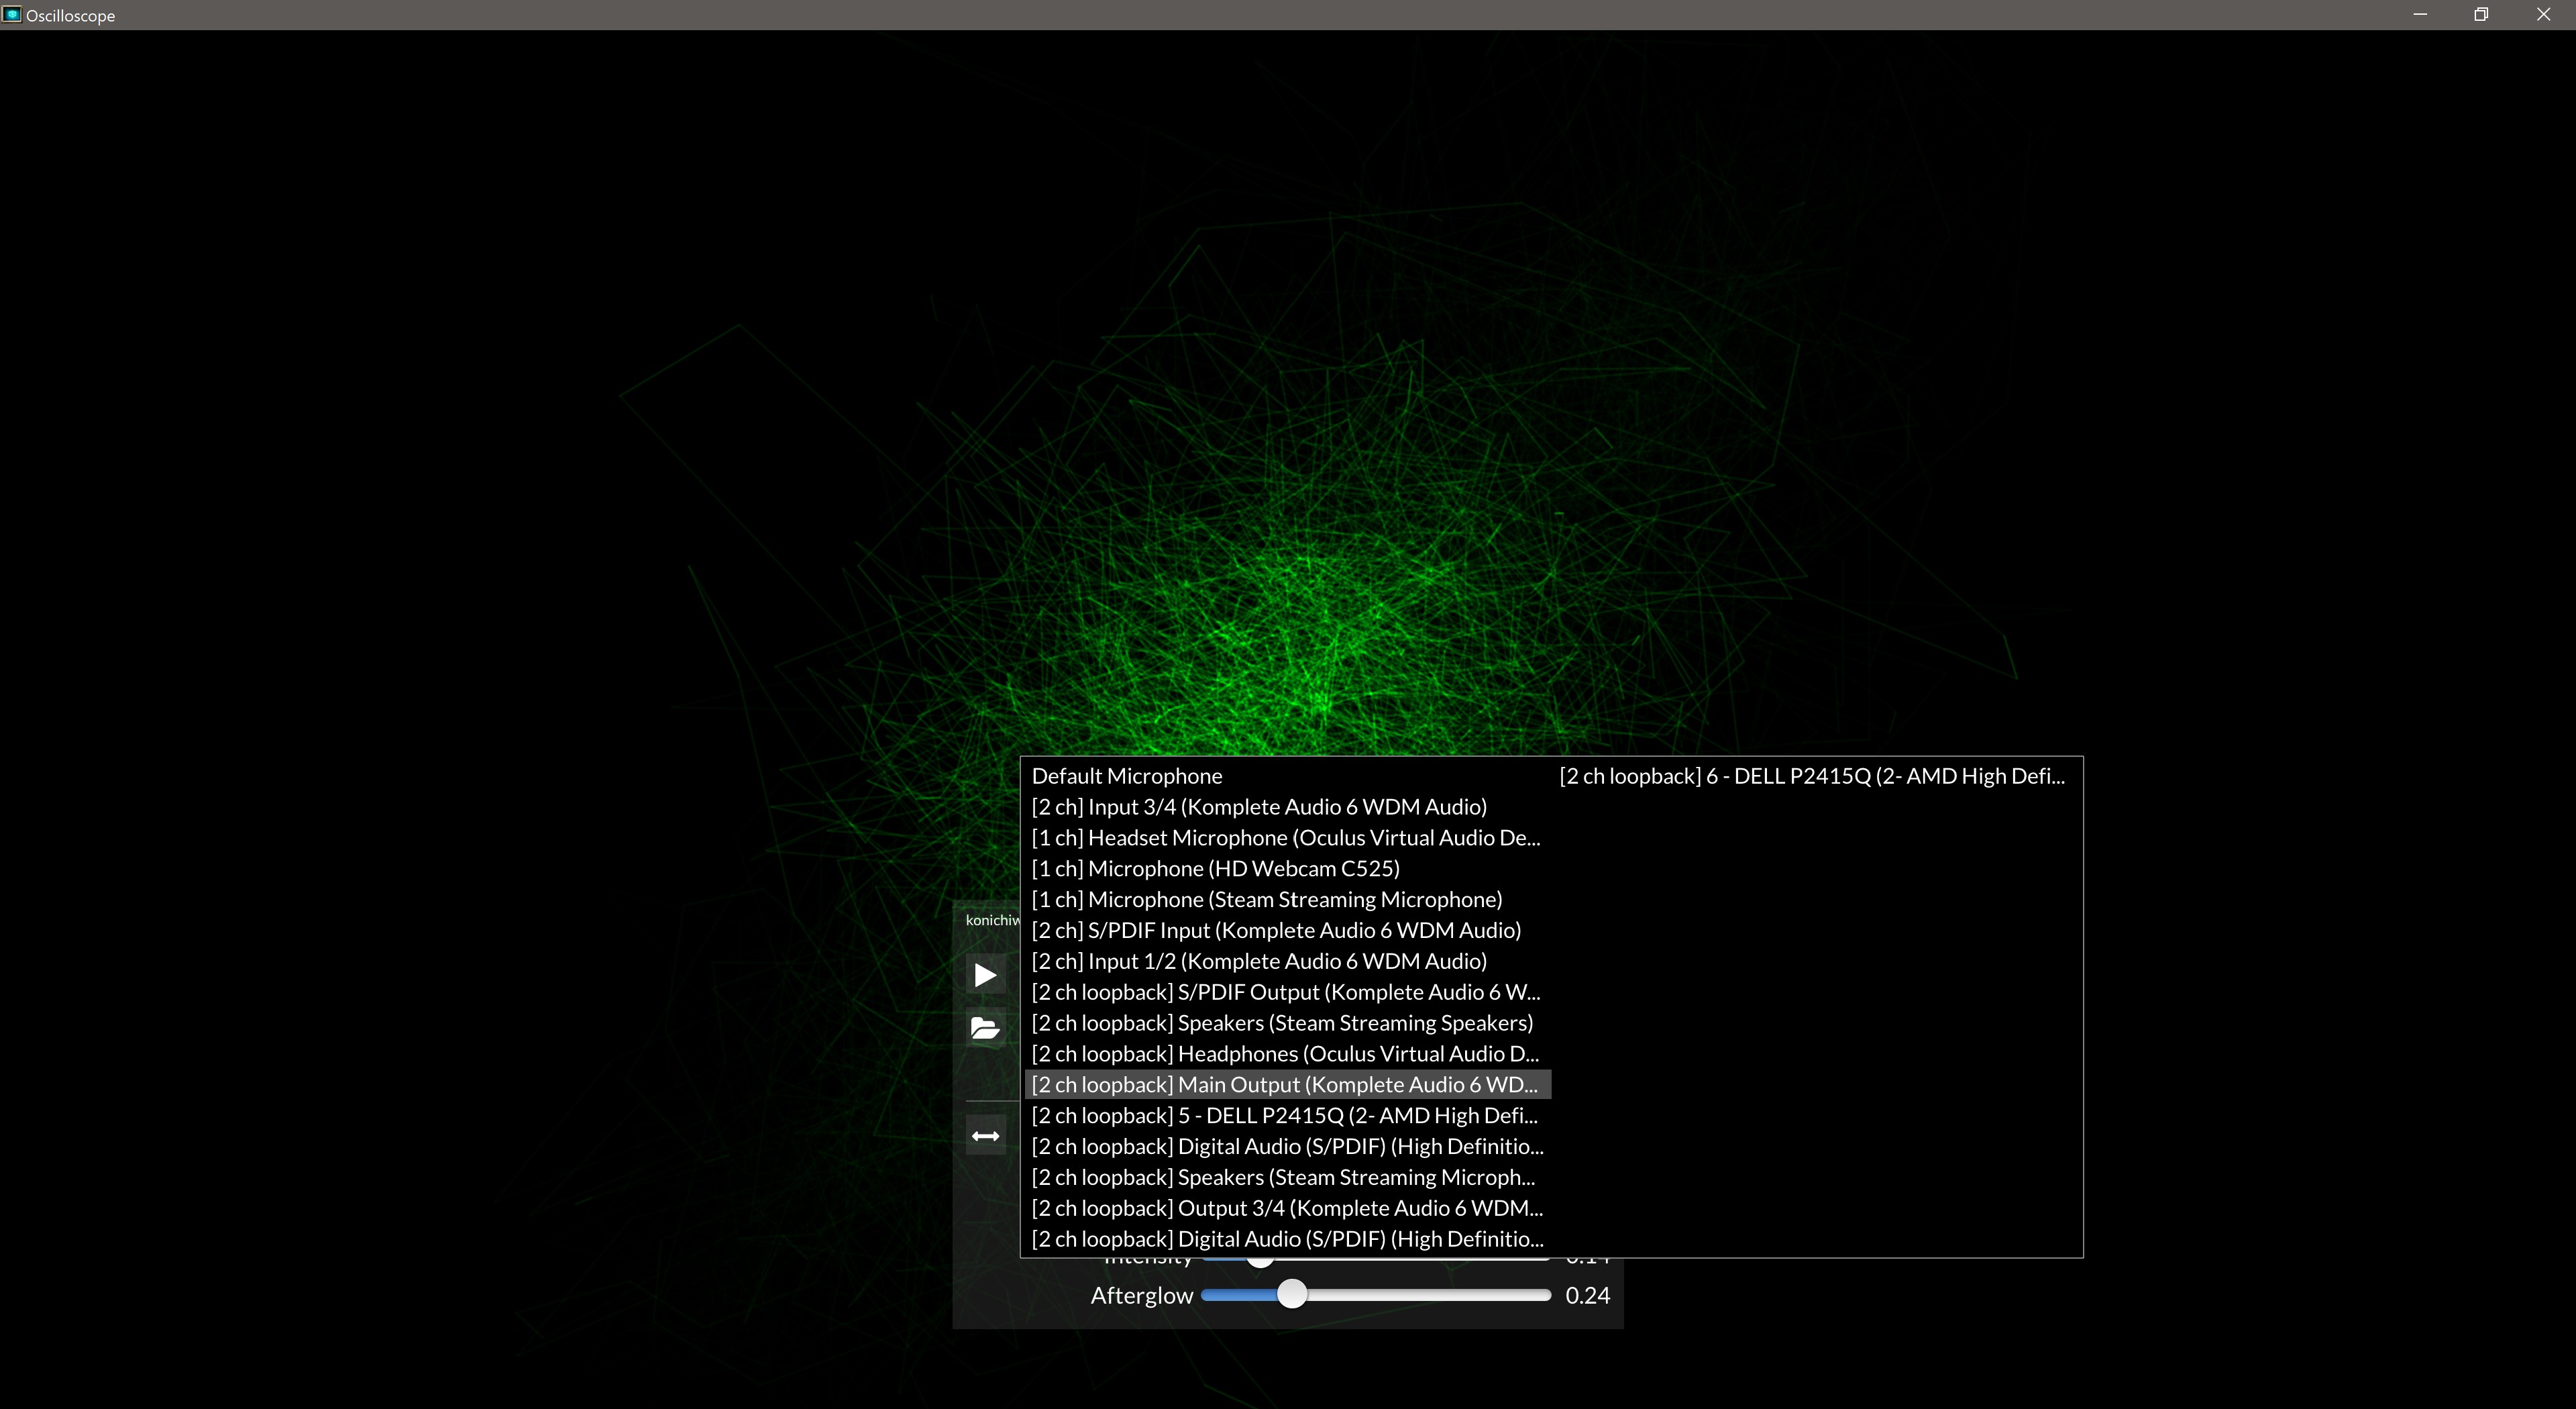 Oscilloscope
Default Microphone
[2 ch] Input 3/4 (Komplete Audio 6 WDM Audio)
[1 ch] Headset Microphone (Oculus Virtual Audio De...
[1 ch] Microphone (HD Webcam C525)
[1 ch] Microphone (Steam Streaming Microphone)
[2 ch] S/PDIF Input (Komplete Audio 6 WDM Audio)
[2 ch] Input 1/2 (Komplete Audio 6 WDM Audio)
[2 ch loopback] S/PDIF Output (Komplete Audio 6 W...
[2 ch loopback] Speakers (Steam Streaming Speakers)
[2 ch loopback] Headphones (Oculus Virtual Audio D...
[2 ch loopback] Main Output (Komplete Audio 6 WD...
[2 ch loopback] 5 - DELL P2415Q (2- AMD High Defi...
[2 ch loopback] Digital Audio (S/PDIF) (High Definitio...
[2 ch loopback] Speakers (Steam Streaming Microph...
[2 ch loopback] Output 3/4 (Komplete Audio 6 WDM...
[2 ch loopback] Digital Audio (S/PDIF) (High Definitio...
[2 ch loopback] 6 - DELL P2415Q (2- AMD High Defi...
konichiw
Intensity 0.14
Afterglow 0.24